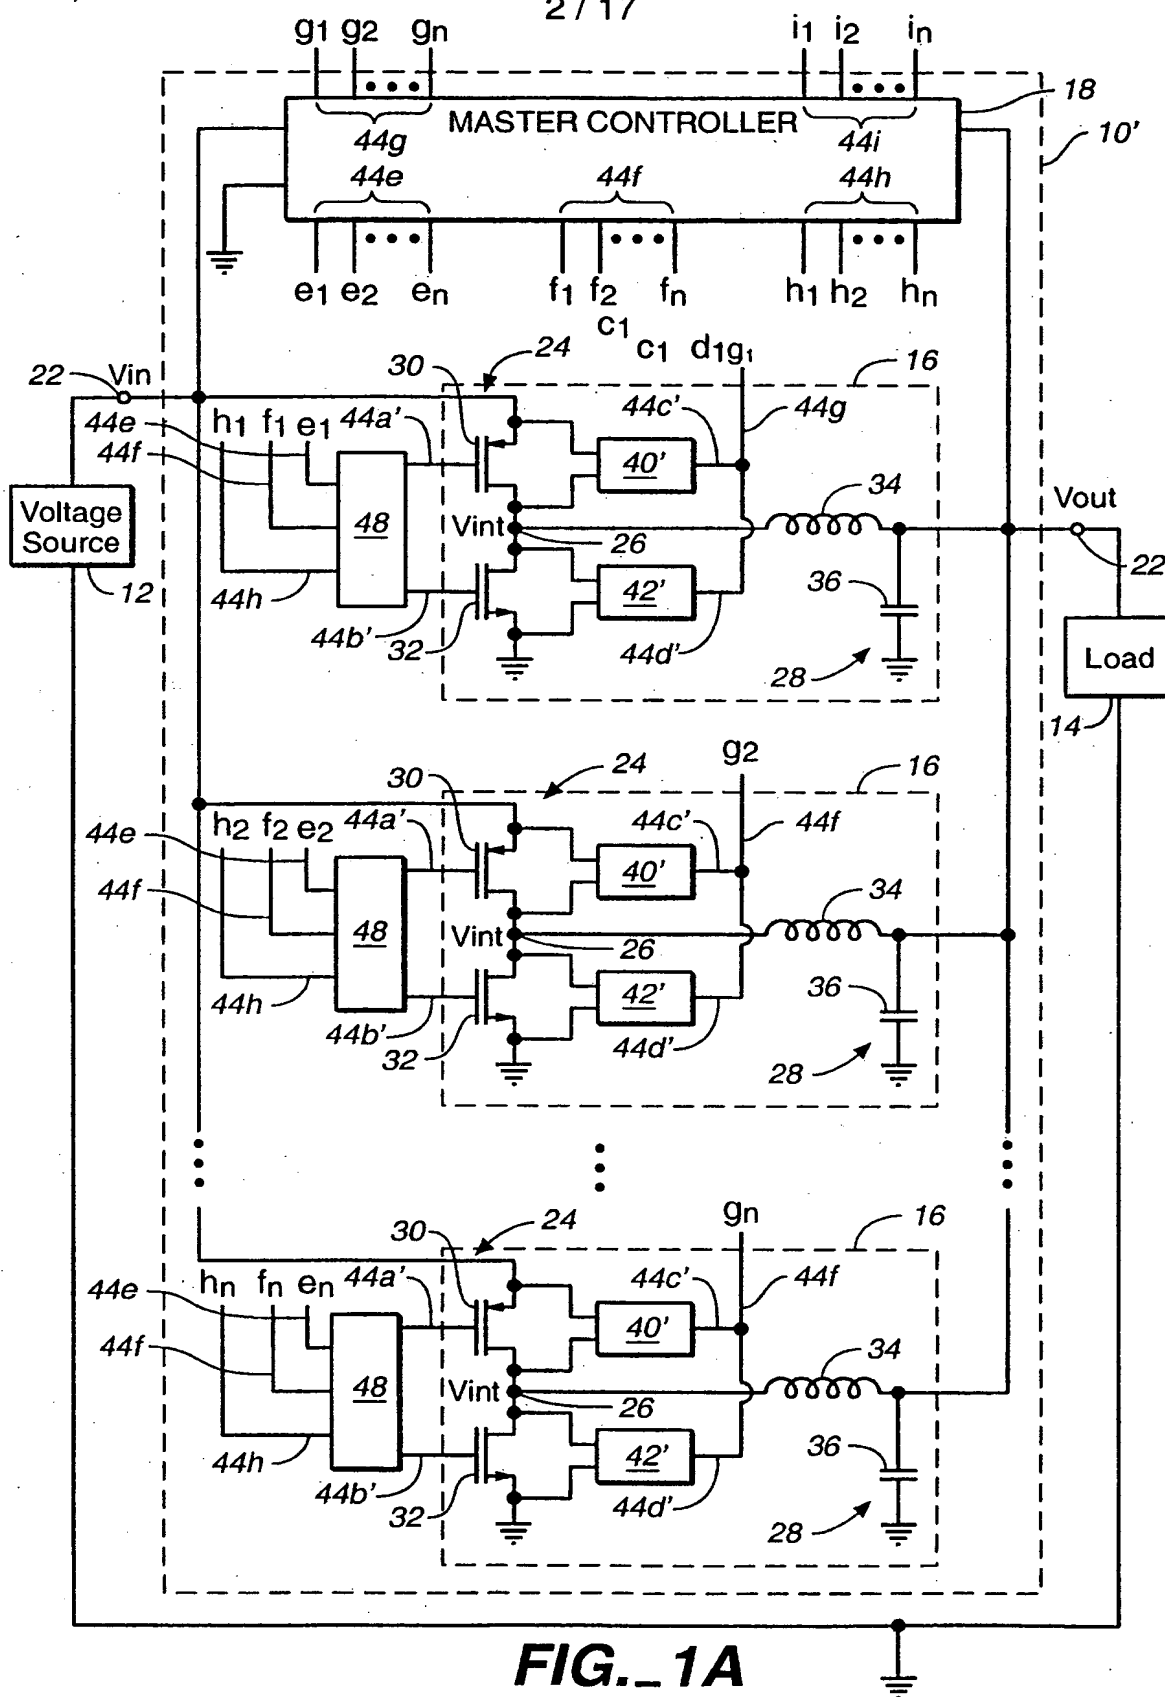 2 / 17
g1 g2 gn i1 i2 in
18
MASTER CONTROLLER
10'
44g 44i
44e 44f 44h
e1 e2 en f1 f2 fn h1 h2 hn
c1
c1 d1g1
30 24 16
22 Vin
44e h1 f1 e1 44a' 44c' 44g
44f
40'
34
Voltage Source
48
Vint 26
Vout
22
12
44h
42'
36
44b' 32 44d' 28
Load
14
g2
30 24 16
h2 f2 e2 44a' 44c' 44f
44e
40'
44f
34
48
Vint 26
44h
42'
36
44b' 32 44d' 28
gn
30 24 16
hn fn en 44a' 44c' 44f
44e
40'
44f
34
48
Vint 26
44h
42'
36
44b' 32 44d' 28
FIG._1A